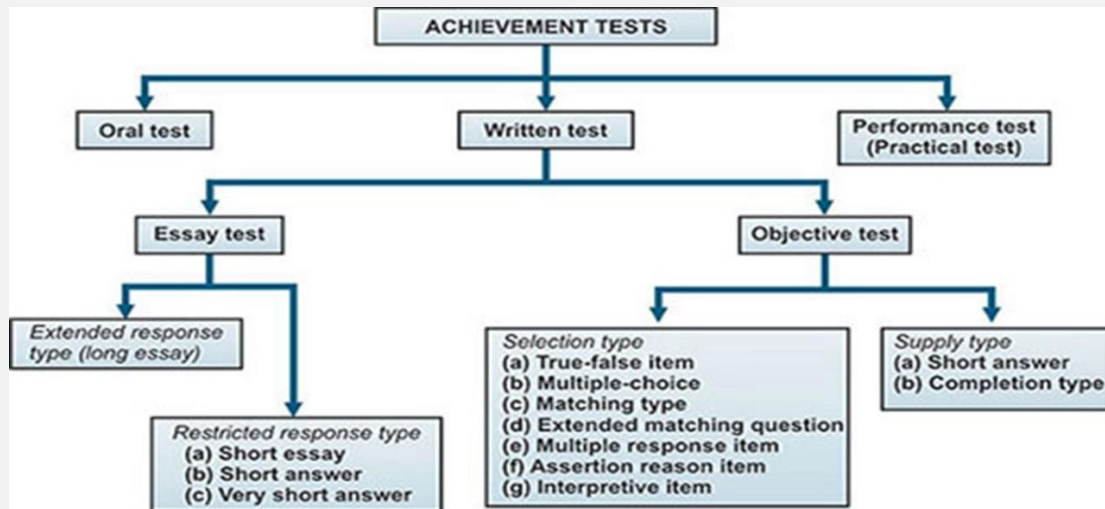 ACHIEVEMENT TESTS
Oral test
Written test
Performance test
(Practical test)
Essay test
Objective test
Extended response
type (long essay)
Restricted response type
(a) Short essay
(b) Short answer
(c) Very short answer
Selection type
(a) True-false item
(b) Multiple-choice
(c) Matching type
(d) Extended matching question
(e) Multiple response item
(f) Assertion reason item
(g) Interpretive item
Supply type
(a) Short answer
(b) Completion type